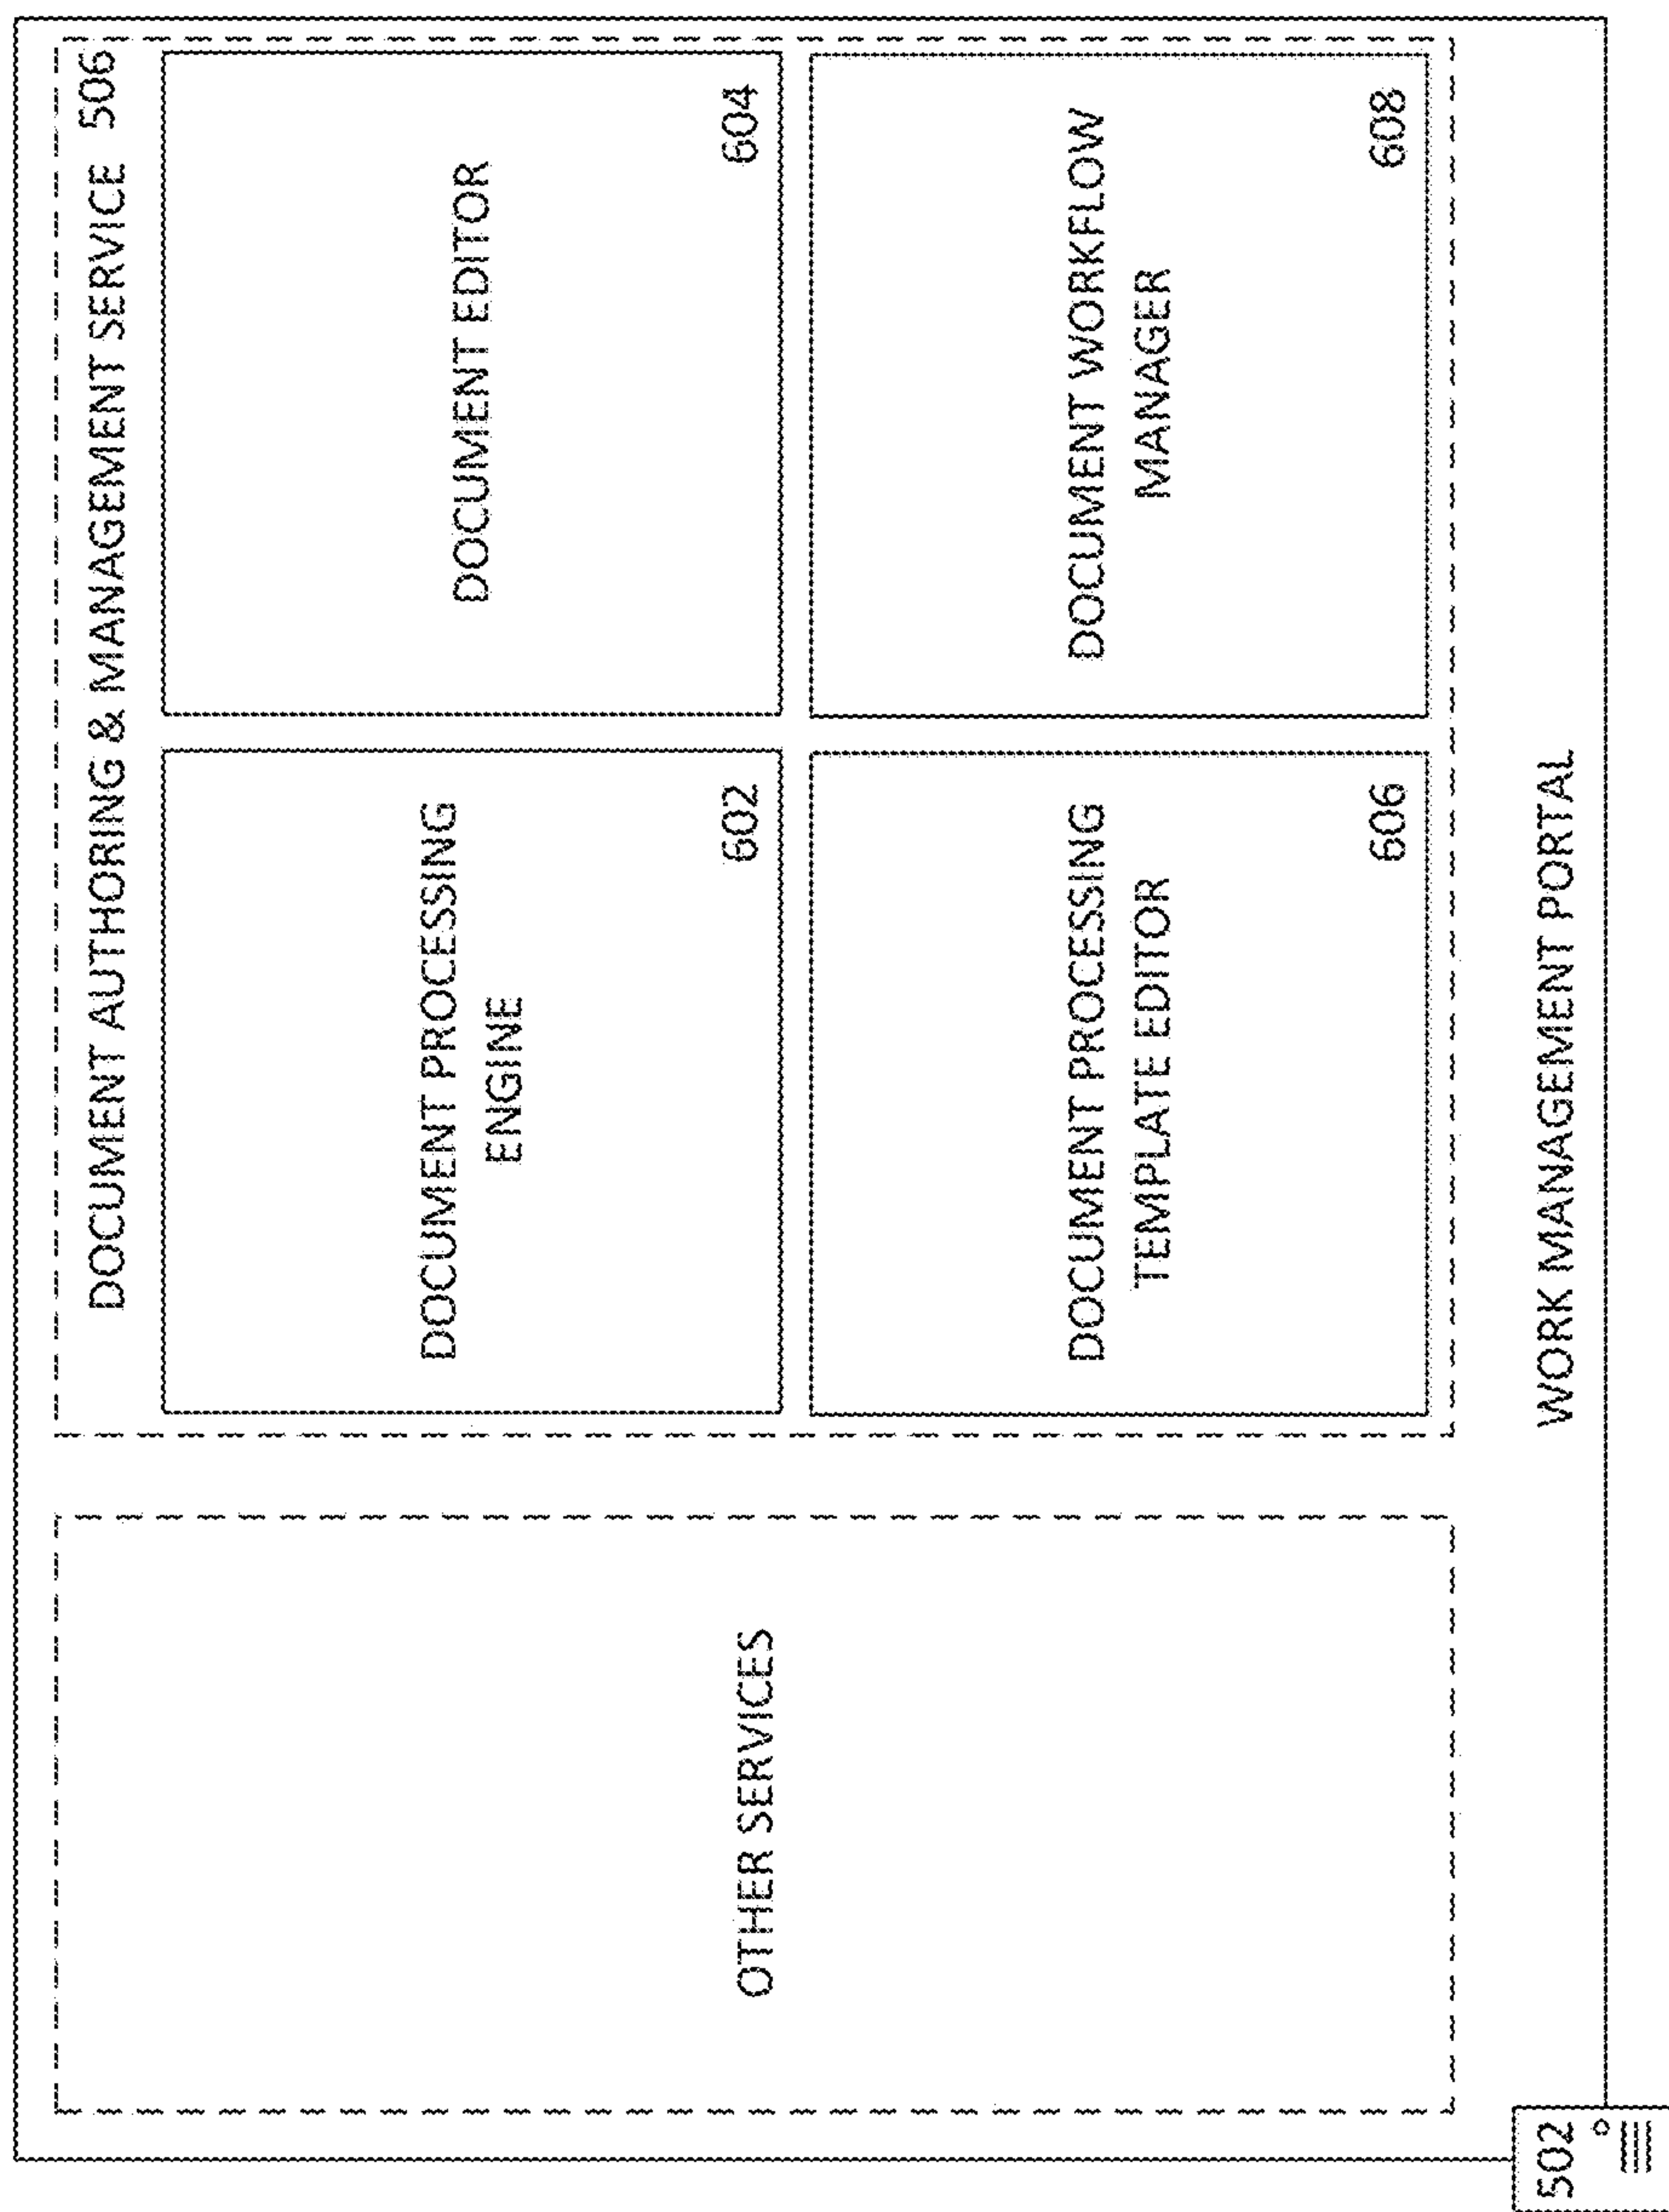 DOCUMENT AUTHORING & MANAGEMENT SERVICE 506
OTHER SERVICES
DOCUMENT PROCESSING
ENGINE
602
DOCUMENT EDITOR
604
DOCUMENT PROCESSING
TEMPLATE EDITOR
606
DOCUMENT WORKFLOW
MANAGER
608
WORK MANAGEMENT PORTAL
502